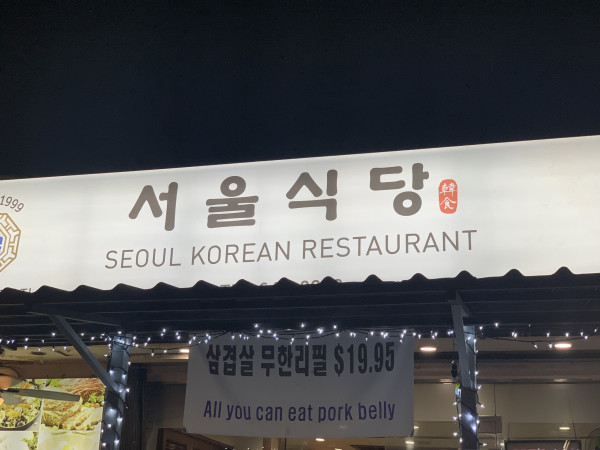 1999
서울식당
韓食
SEOUL KOREAN RESTAURANT
삼겹살 무한리필 $19.95
All you can eat pork belly